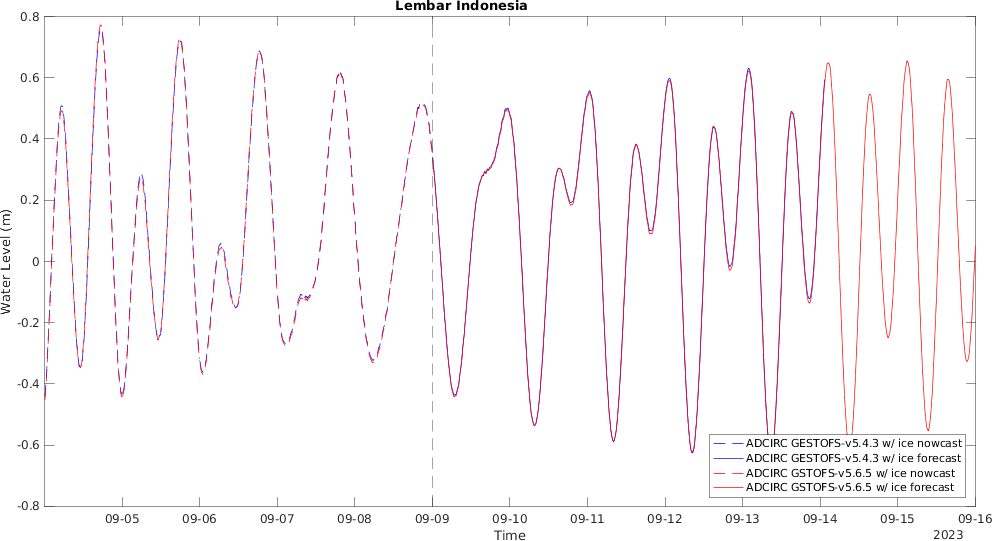 Lembar Indonesia
0.8
0.6
0.4
0.2
0
-0.2
-0.4
-0.6
-0.8
Water Level (m)
ADCIRC GESTOFS-v5.4.3 w/ ice nowcast
ADCIRC GESTOFS-v5.4.3 w/ ice forecast
ADCIRC GSTOFS-v5.6.5 w/ ice nowcast
ADCIRC GSTOFS-v5.6.5 w/ ice forecast
09-05 09-06 09-07 09-08 09-09 09-10 09-11 09-12 09-13 09-14 09-15 09-16
Time
2023